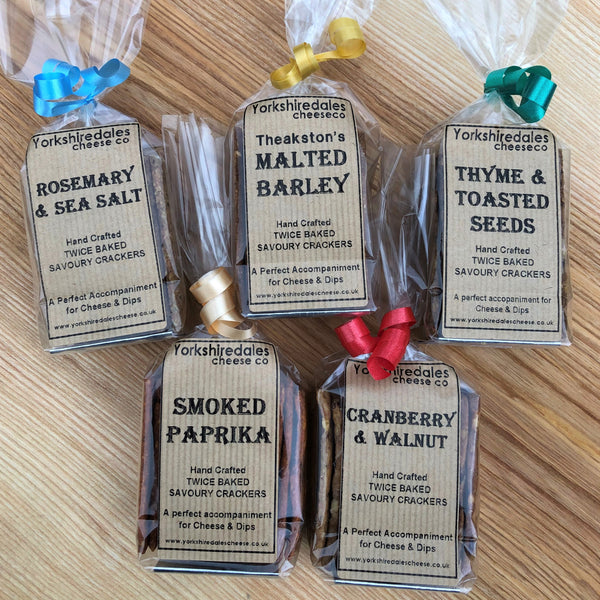 Yorkshiredales
cheese co
ROSEMARY
& SEA SALT
Hand Crafted
TWICE BAKED
SAVOURY CRACKERS
A Perfect Accompaniment
for Cheese & Dips
www.yorkshiredalescheese.co.uk
Yorkshiredales
cheeseco
Theakston's
MALTED
BARLEY
Hand Crafted
TWICE BAKED
SAVOURY CRACKERS
A Perfect Accompaniment
for Cheese & Dips
www.yorkshiredalescheese.co.uk
Yorkshiredales
cheeseco
THYME &
TOASTED
SEEDS
Hand Crafted
TWICE BAKED
SAVOURY CRACKERS
A perfect accompaniment for
Cheese & Dips
www.yorkshiredalescheese.co.uk
Yorkshiredales
cheese co
SMOKED
PAPRIKA
Hand Crafted
TWICE BAKED
SAVOURY CRACKERS
A perfect accompaniment
for Cheese & Dips
www.yorkshiredalescheese.co.uk
Yorkshiredales
cheese co
CRANBERRY
& WALNUT
Hand Crafted
TWICE BAKED
SAVOURY CRACKERS
A Perfect Accompaniment
for Cheese & Dips
www.yorkshiredalescheese.co.uk